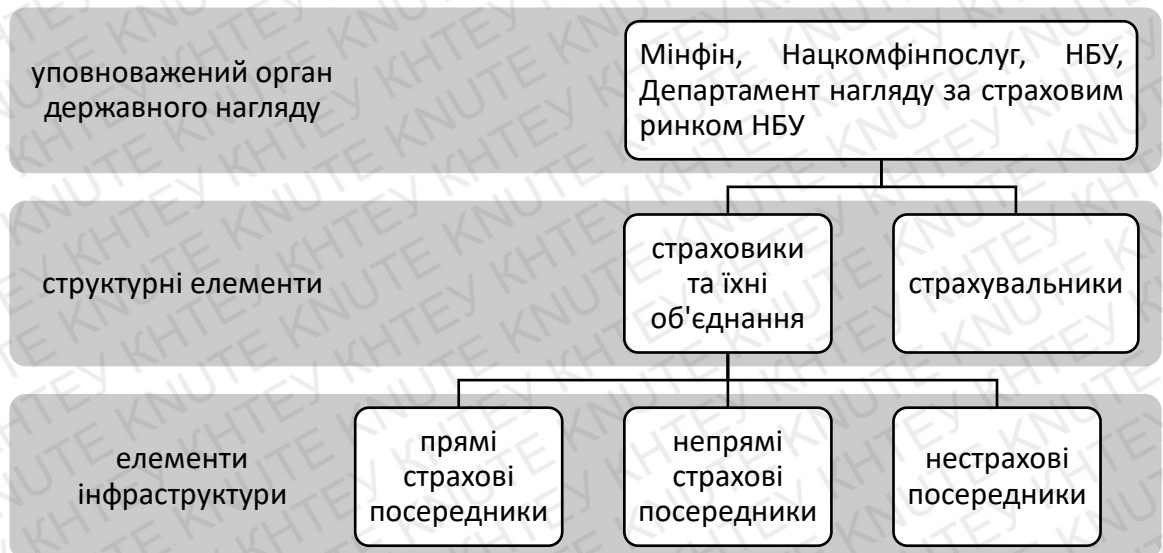 уповноважений орган
державного нагляду
Мінфін, Нацкомфінпослуг, НБУ,
Департамент нагляду за страховим
ринком НБУ
структурні елементи
страховики
та їхні
об'єднання
страхувальники
елементи
інфраструктури
прямі
страхові
посередники
непрямі
страхові
посередники
нестрахові
посередники